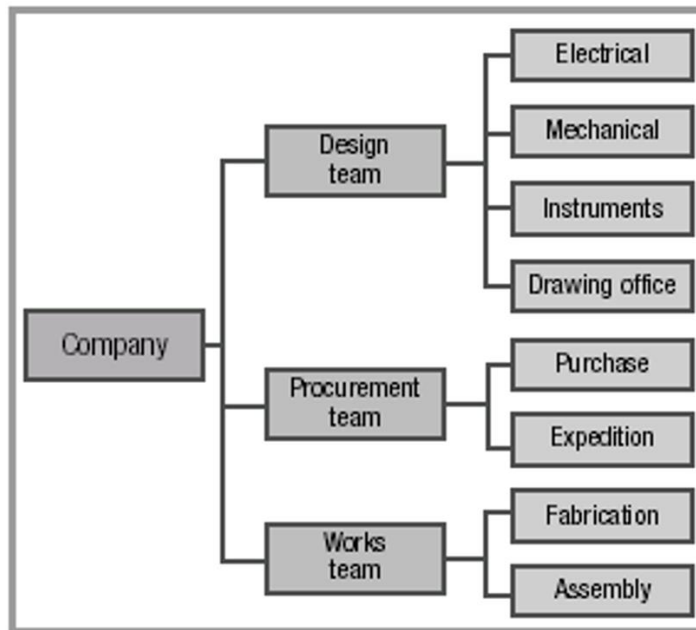 Company
Design
team
Electrical
Mechanical
Instruments
Drawing office
Procurement
team
Purchase
Expedition
Works
team
Fabrication
Assembly